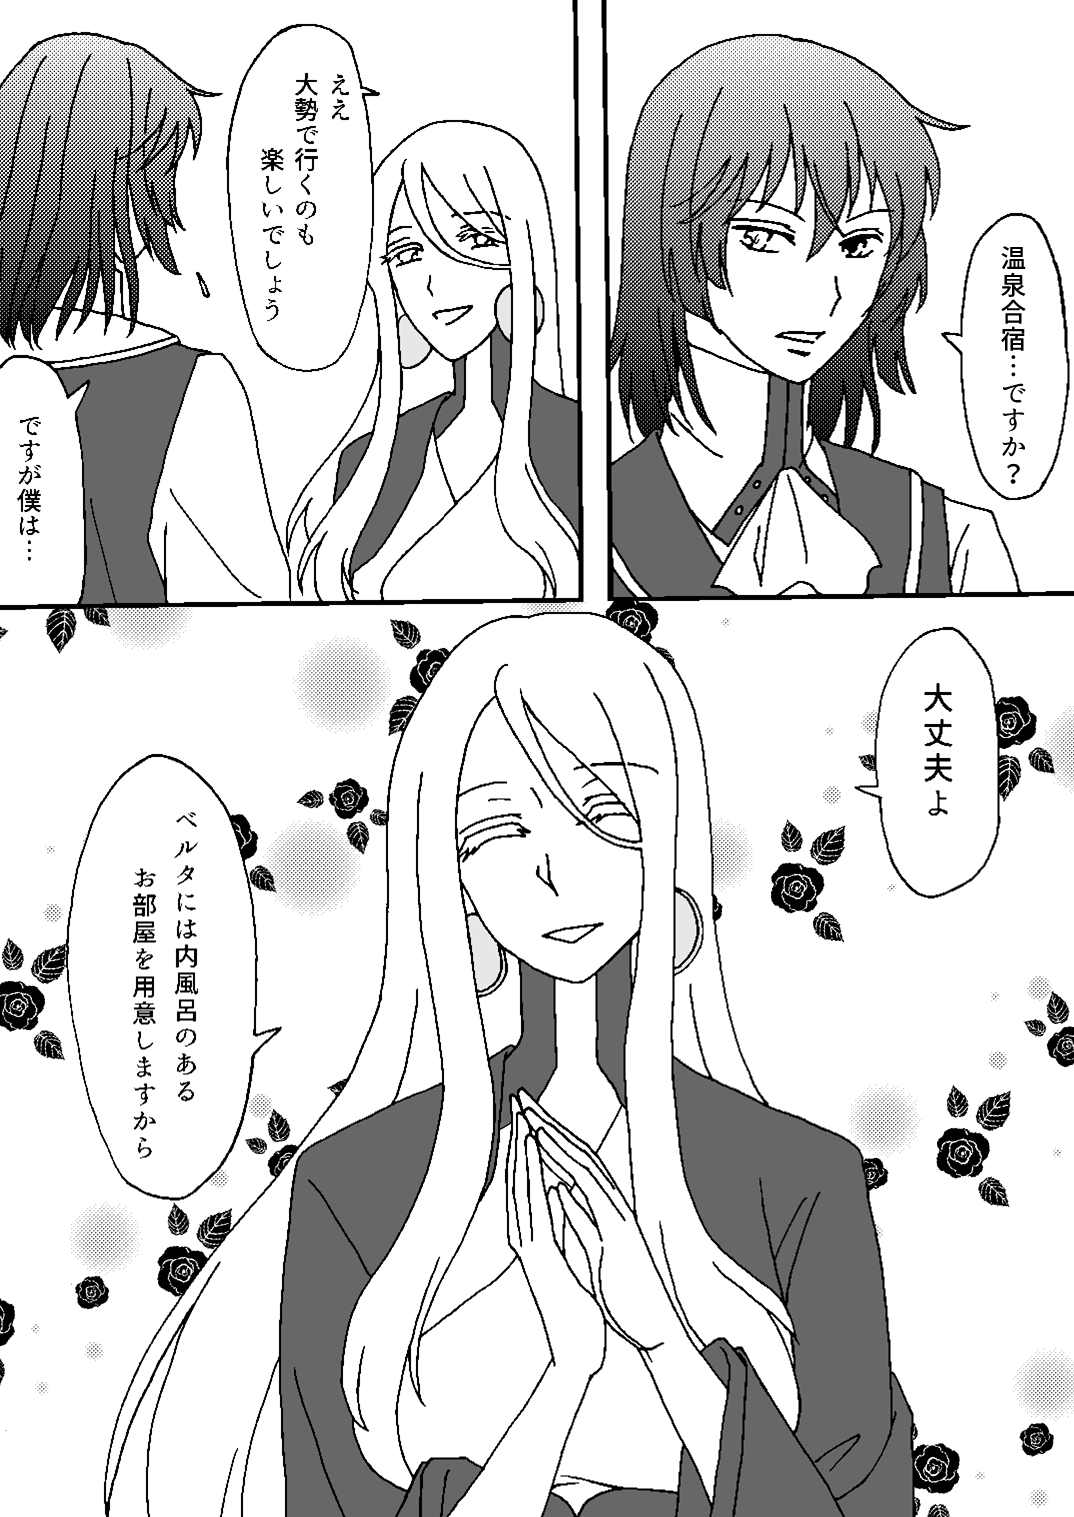 温泉合宿…ですか？
ええ
大勢で行くのも
楽しいでしょう
ですが僕は…
大丈夫よ
ベルタには内風呂のある
お部屋を用意しますから